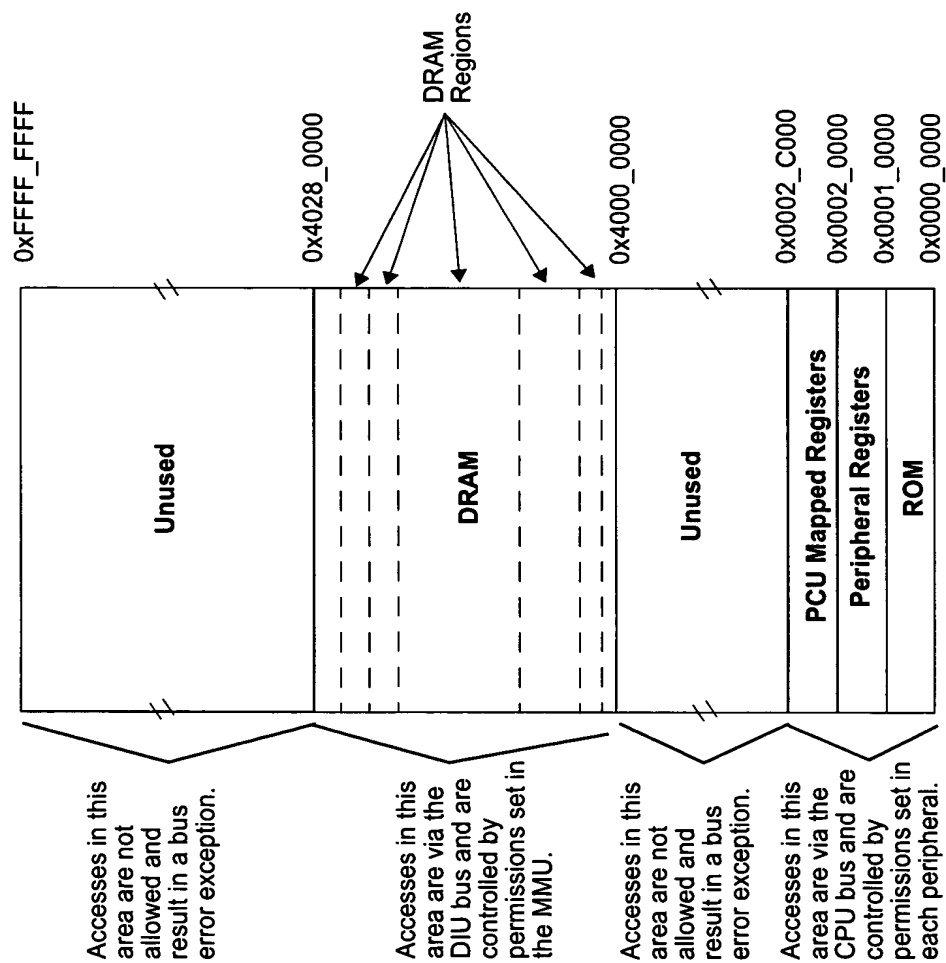 Accesses in this
area are not
allowed and
result in a bus
error exception.
Accesses in this
area are via the
DIU bus and are
controlled by
permissions set in
the MMU.
Accesses in this
area are not
allowed and
result in a bus
error exception.
Accesses in this
area are via the
CPU bus and are
controlled by
permissions set in
each peripheral.
Unused
DRAM
Unused
PCU Mapped Registers
Peripheral Registers
ROM
0xFFFF_FFFF
0x4028_0000
DRAM
Regions
0x4000_0000
0x0002_C000
0x0002_0000
0x0001_0000
0x0000_0000